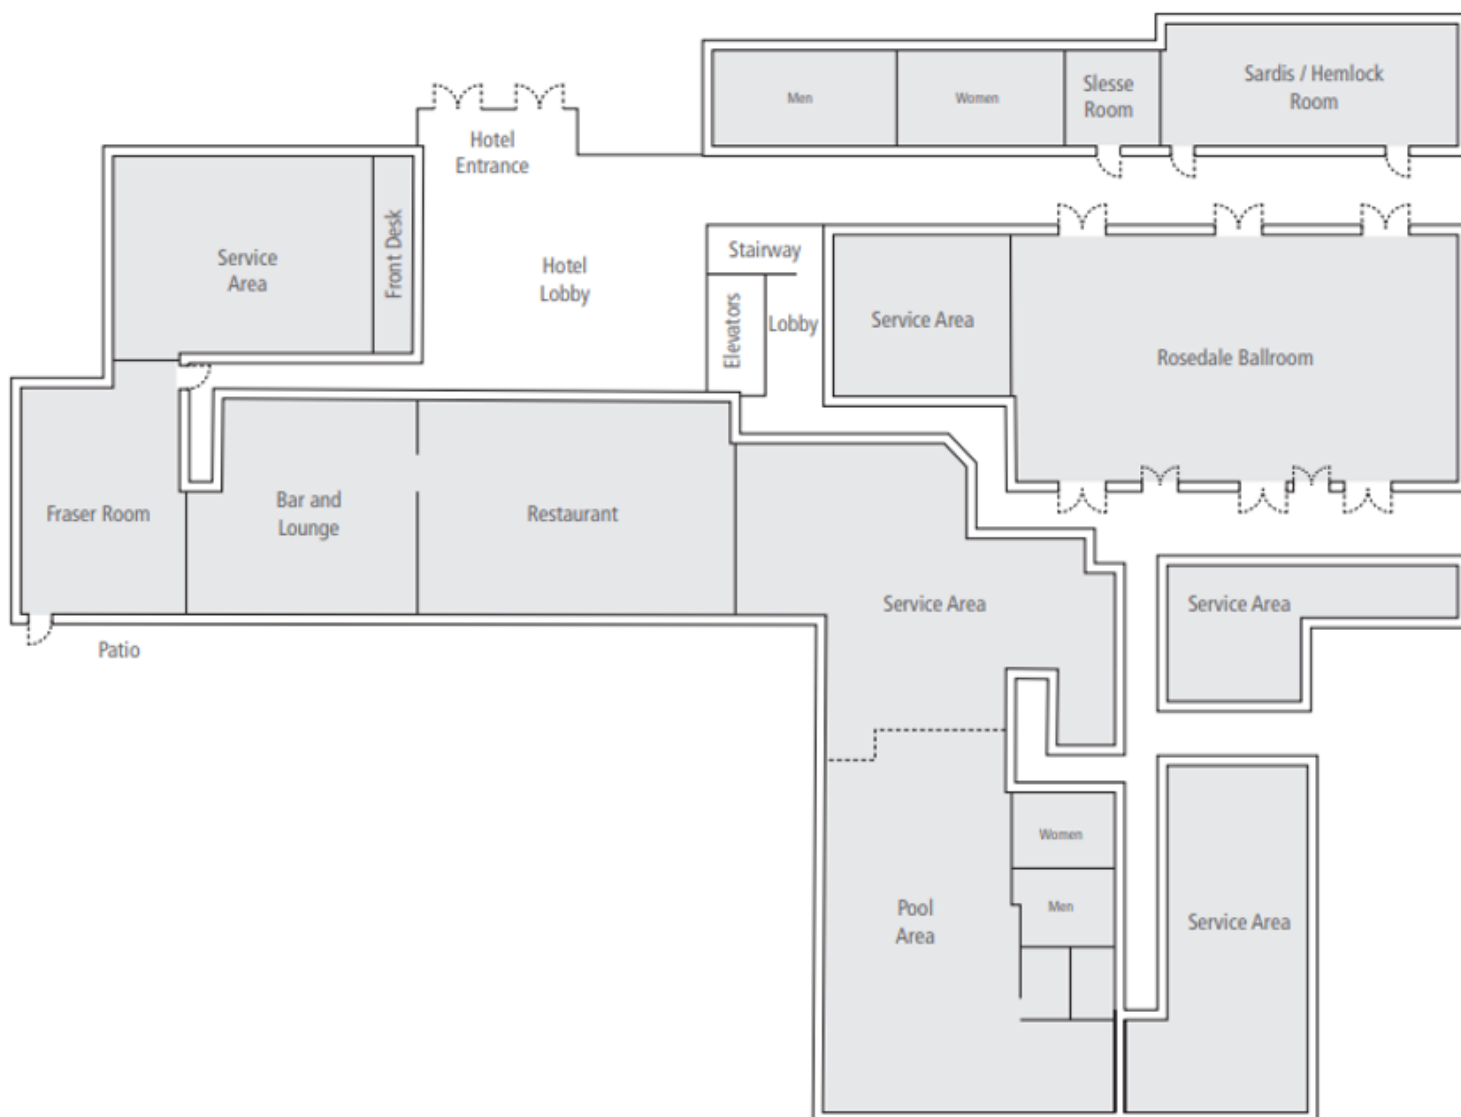 Men
Women
Slesse
Room
Sardis / Hemlock
Room
Hotel
Entrance
Service
Area
Front Desk
Hotel
Lobby
Stairway
Elevators
Lobby
Service Area
Rosedale Ballroom
Fraser Room
Bar and
Lounge
Restaurant
Service Area
Service Area
Patio
Women
Men
Pool
Area
Service Area